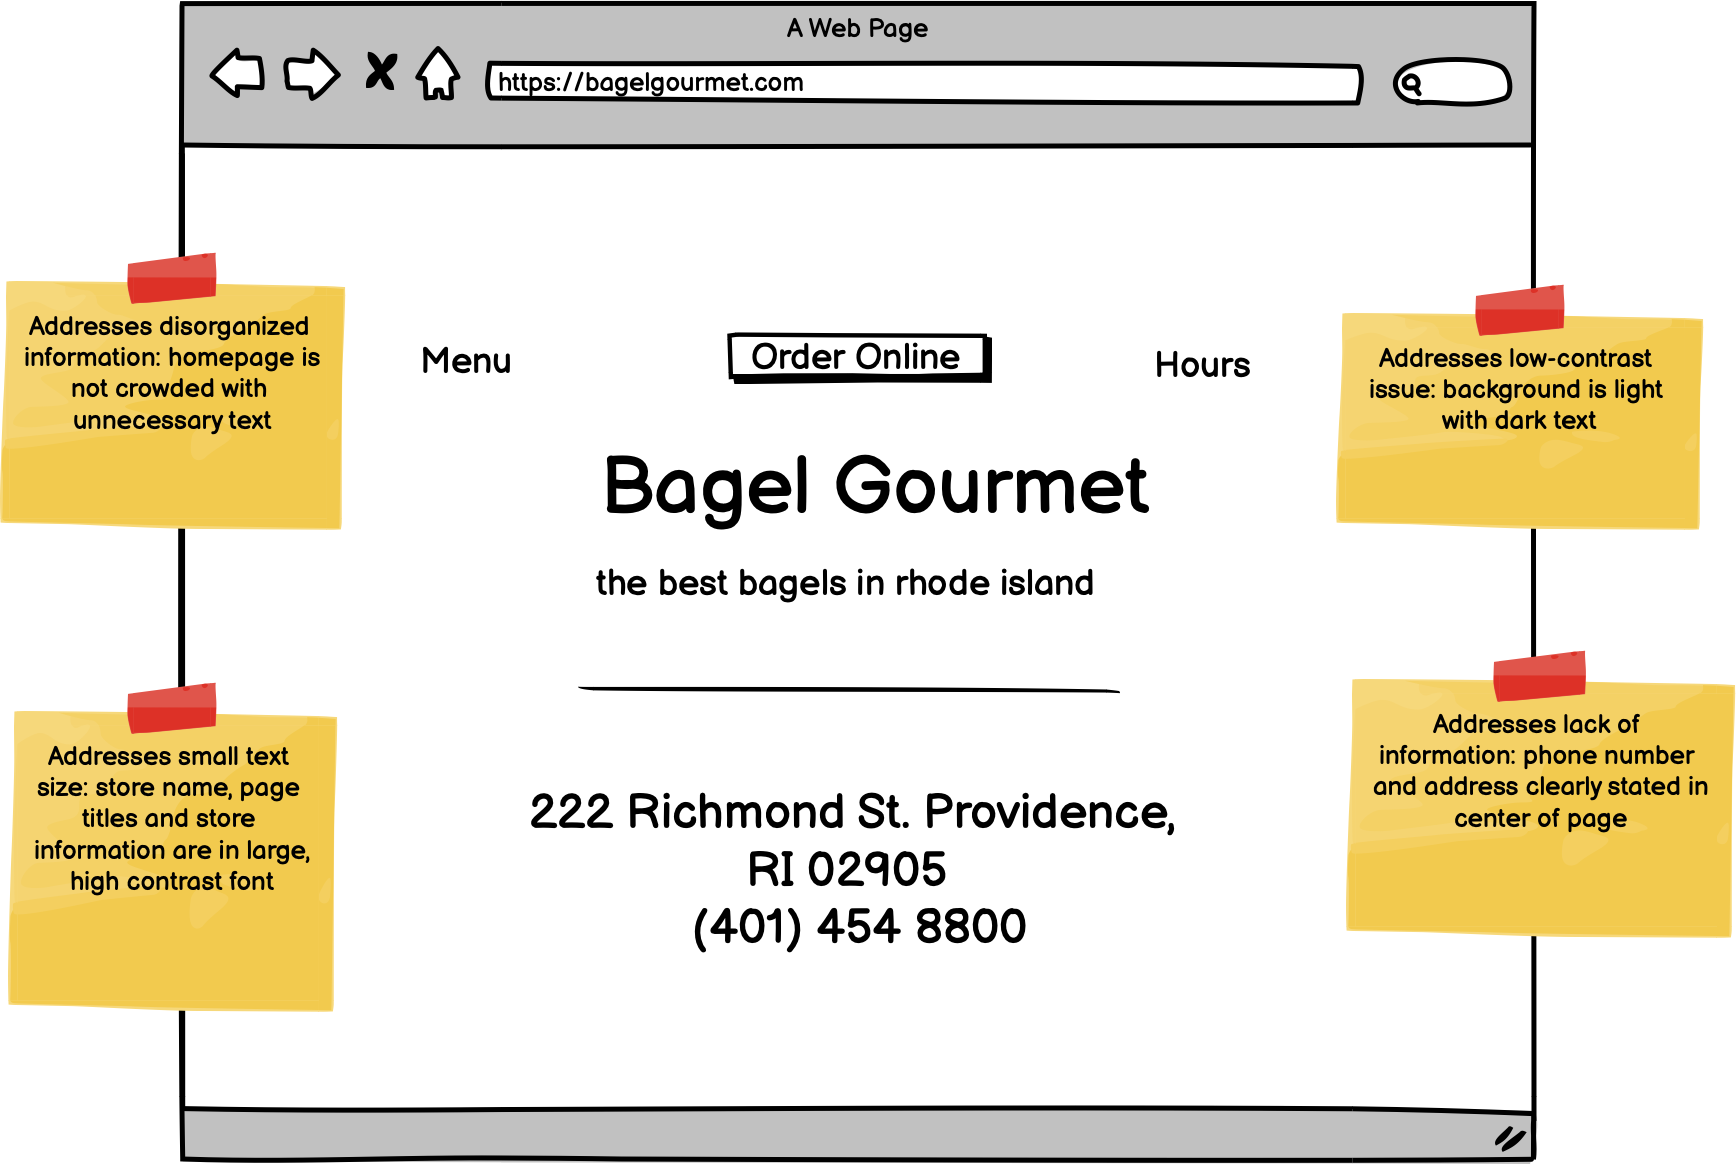 A Web Page
https://bagelgourmet.com
Addresses disorganized
information: homepage is
not crowded with
unnecessary text
Menu
Order Online
Hours
Addresses low-contrast
issue: background is light
with dark text
Bagel Gourmet
the best bagels in rhode island
Addresses small text
size: store name, page
titles and store
information are in large,
high contrast font
222 Richmond St. Providence,
RI 02905
(401) 454 8800
Addresses lack of
information: phone number
and address clearly stated in
center of page